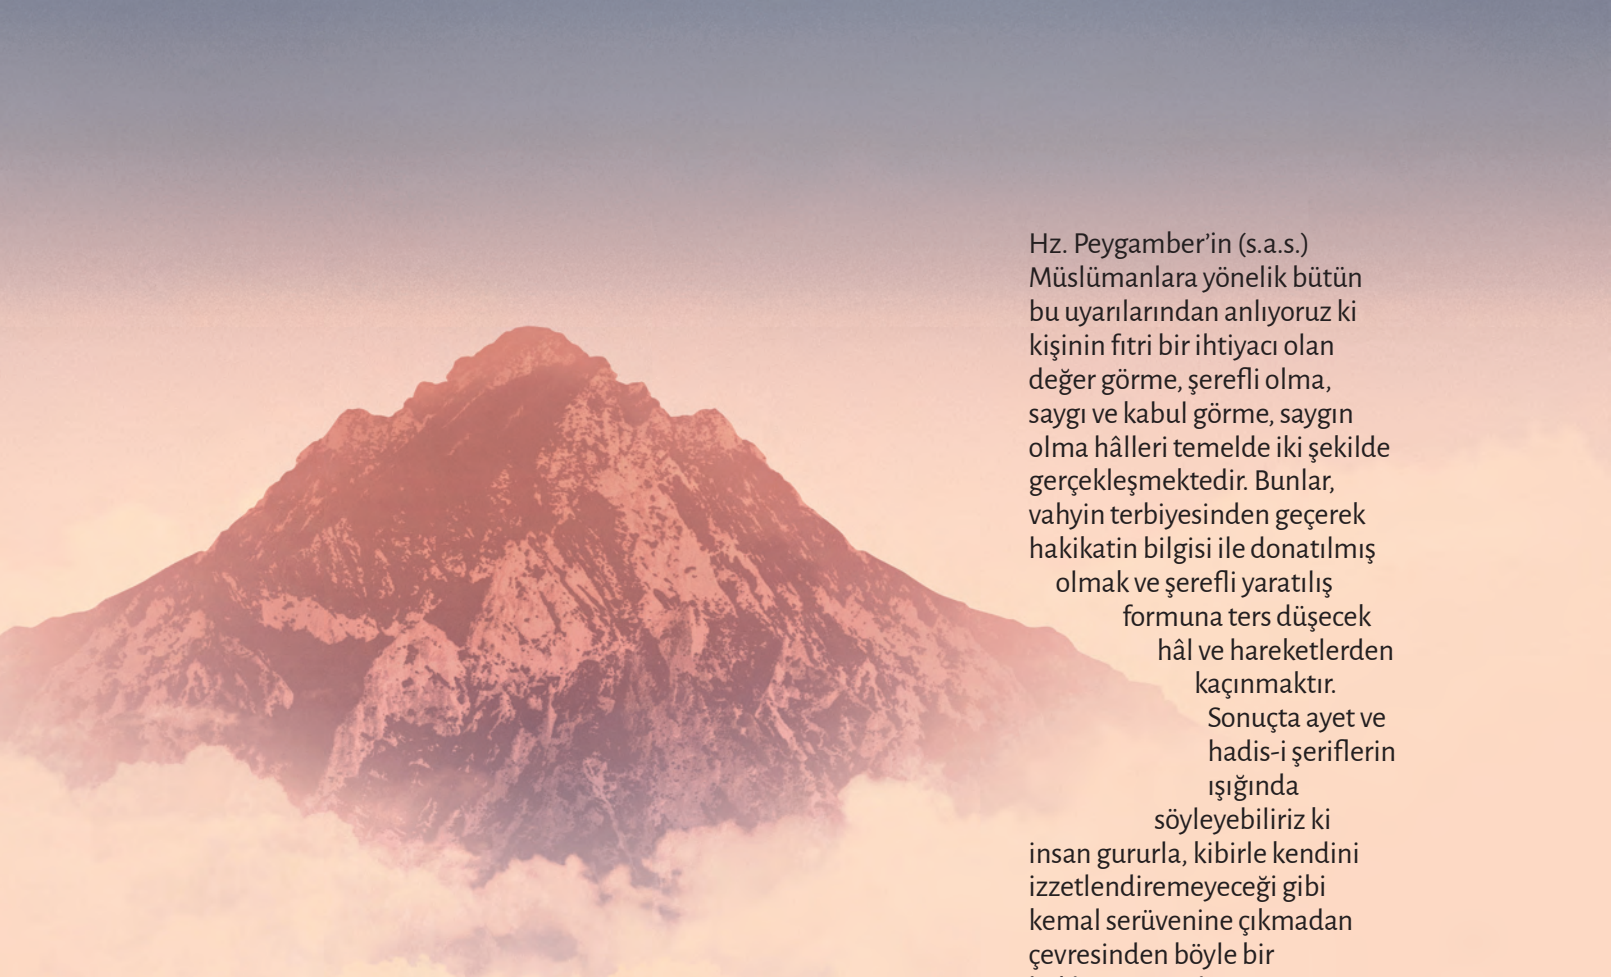 Hz. Peygamber’in (s.a.s.)
Müslümanlara yönelik bütün
bu uyarılarından anlıyoruz ki
kişinin fıtri bir ihtiyacı olan
değer görme, şerefli olma,
saygı ve kabul görme, saygın
olma hâlleri temelde iki şekilde
gerçekleşmektedir. Bunlar,
vahyin terbiyesinden geçerek
hakikatin bilgisi ile donatılmış
olmak ve şerefli yaratılış
formuna ters düşecek
hâl ve hareketlerden
kaçınmaktır.
Sonuçta ayet ve
hadis-i şeriflerin
ışığında
söyleyebiliriz ki
insan gururla, kibirle kendini
izzetlendiremeyeceği gibi
kemal serüvenine çıkmadan
çevresinden böyle bir